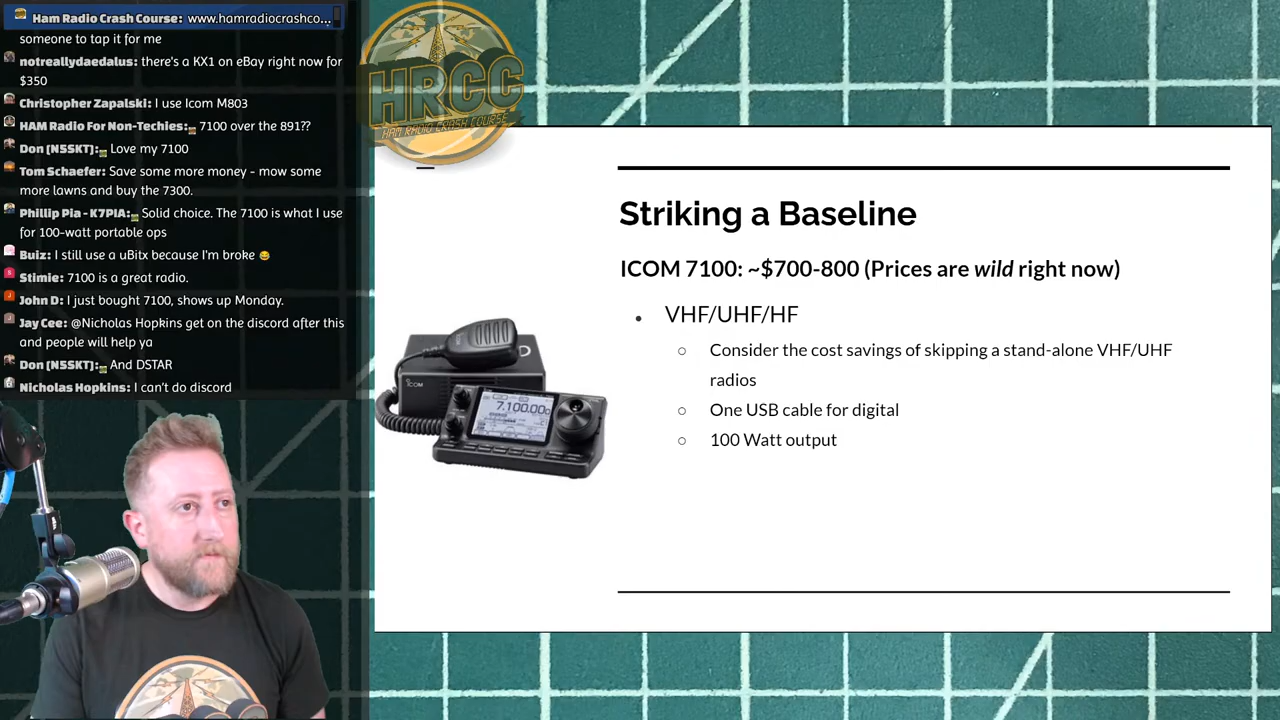 Ham Radio Crash Course: www.hamradiocrashco...
someone to tap it for me
notreallydaedalus: there's a KX1 on eBay right now for
$350
Christopher Zapalski: I use Icom M803
HAM Radio For Non-Techies: 7100 over the 891??
Don [N5SKT]: Love my 7100
Tom Schaefer: Save some more money - mow some
more lawns and buy the 7300.
Phillip Pia - K7PIA: Solid choice. The 7100 is what I use
for 100-watt portable ops
Buiz: I still use a uBitx because I'm broke 😂
Stimie: 7100 is a great radio.
John D: I just bought 7100, shows up Monday.
Jay Cee: @Nicholas Hopkins get on the discord after this
and people will help ya
Don [N5SKT]: And DSTAR
Nicholas Hopkins: I can't do discord
HRCC
HAM RADIO CRASH COURSE
Striking a Baseline
ICOM 7100: ~$700-800 (Prices are wild right now)
• VHF/UHF/HF
○ Consider the cost savings of skipping a stand-alone VHF/UHF
radios
○ One USB cable for digital
○ 100 Watt output
ICOM
7.100.00